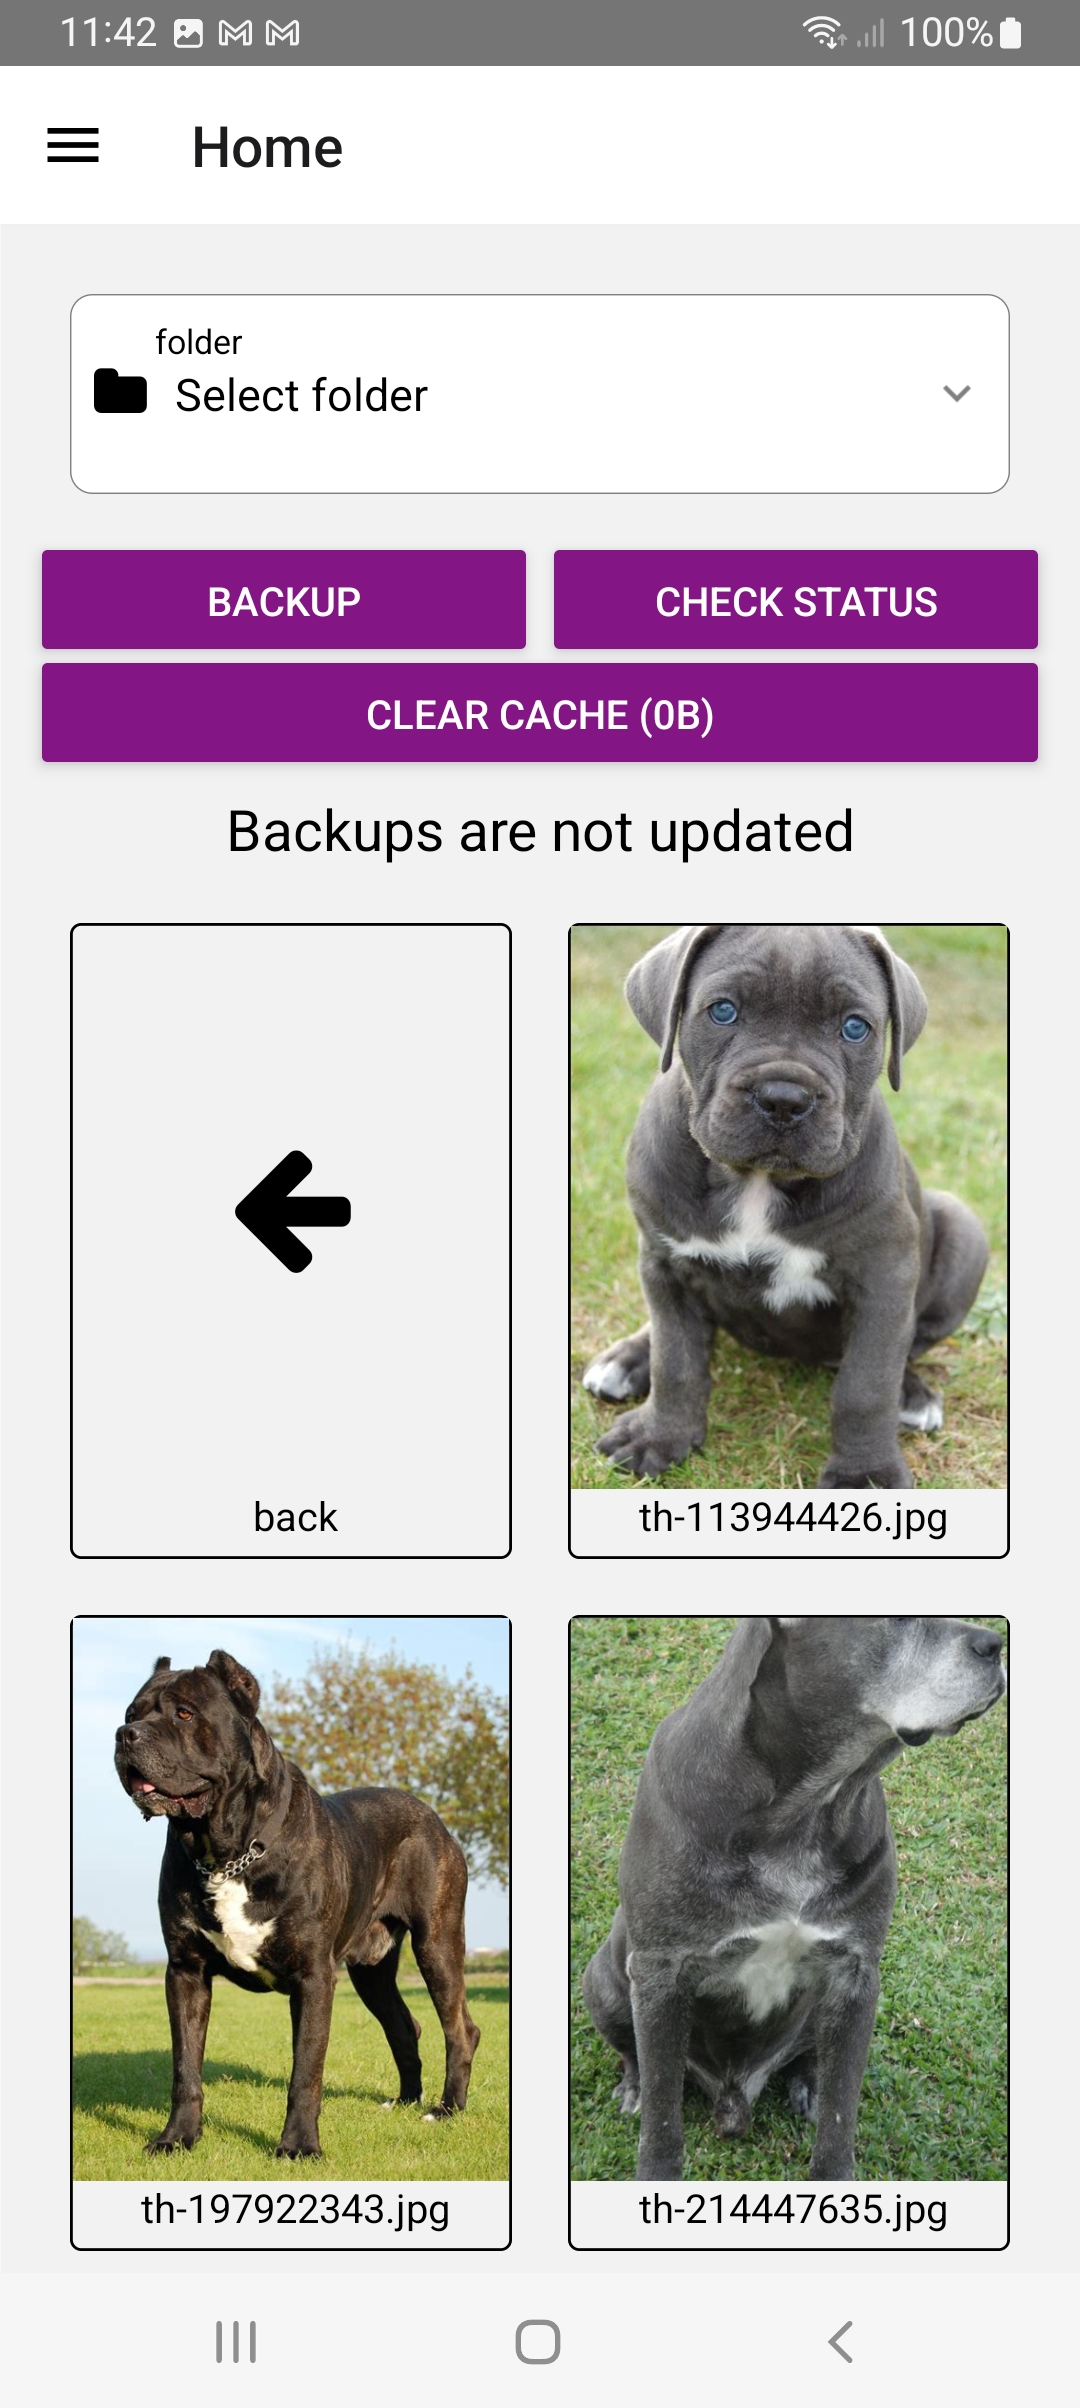 11:42
100%
Home
folder
Select folder
BACKUP
CHECK STATUS
CLEAR CACHE (0B)
Backups are not updated
back
th-113944426.jpg
th-197922343.jpg
th-214447635.jpg